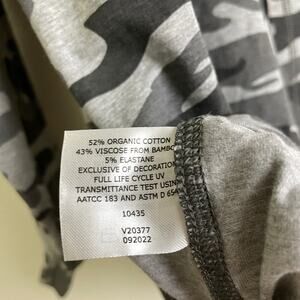 52% ORGANIC COTTON
43% VISCOSE FROM BAMBOO
5% ELASTANE
EXCLUSIVE OF DECORATION
FULL LIFE CYCLE UV
TRANSMITTANCE TEST USING
AATCC 183 AND ASTM D
10435
V20377
092022